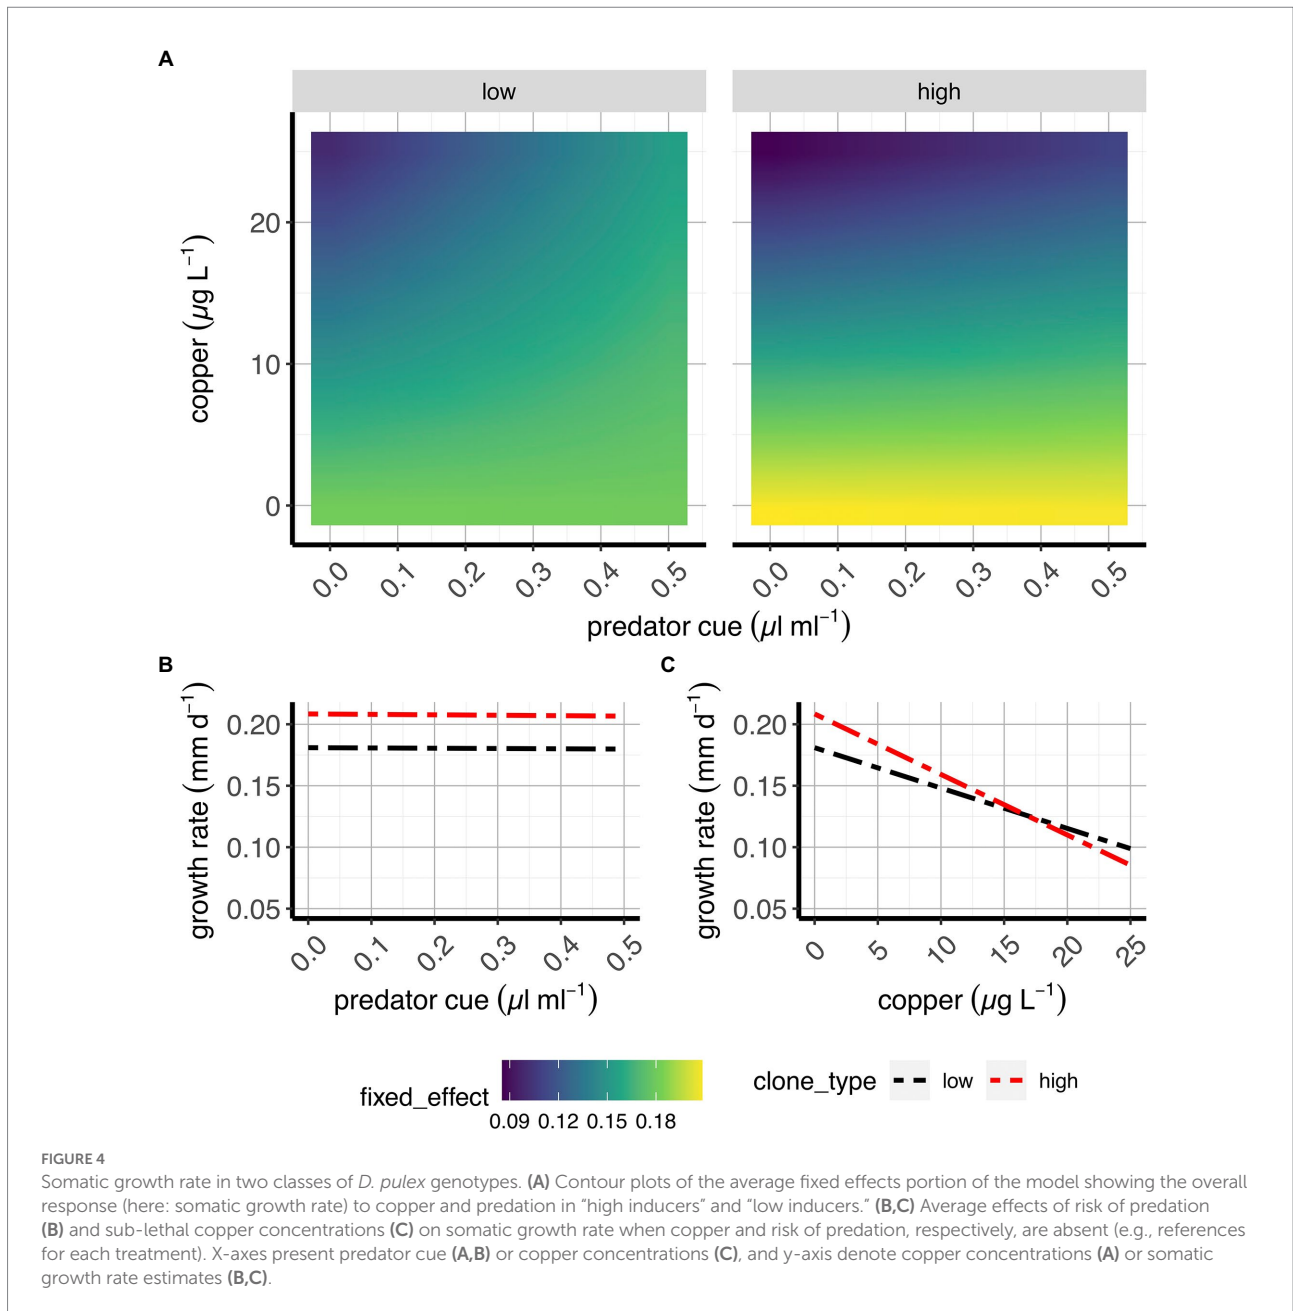 A
low
high
copper (µg L⁻¹)
20
10
0
0.0 0.1 0.2 0.3 0.4 0.5
0.0 0.1 0.2 0.3 0.4 0.5
predator cue (µl ml⁻¹)
B
growth rate (mm d⁻¹)
0.20
0.15
0.10
0.05
0.0 0.1 0.2 0.3 0.4 0.5
predator cue (µl ml⁻¹)
C
growth rate (mm d⁻¹)
0.20
0.15
0.10
0.05
0 5 10 15 20 25
copper (µg L⁻¹)
fixed_effect
0.09 0.12 0.15 0.18
clone_type low high
FIGURE 4
Somatic growth rate in two classes of D. pulex genotypes. (A) Contour plots of the average fixed effects portion of the model showing the overall
response (here: somatic growth rate) to copper and predation in “high inducers” and “low inducers.” (B,C) Average effects of risk of predation
(B) and sub-lethal copper concentrations (C) on somatic growth rate when copper and risk of predation, respectively, are absent (e.g., references
for each treatment). X-axes present predator cue (A,B) or copper concentrations (C), and y-axis denote copper concentrations (A) or somatic
growth rate estimates (B,C).